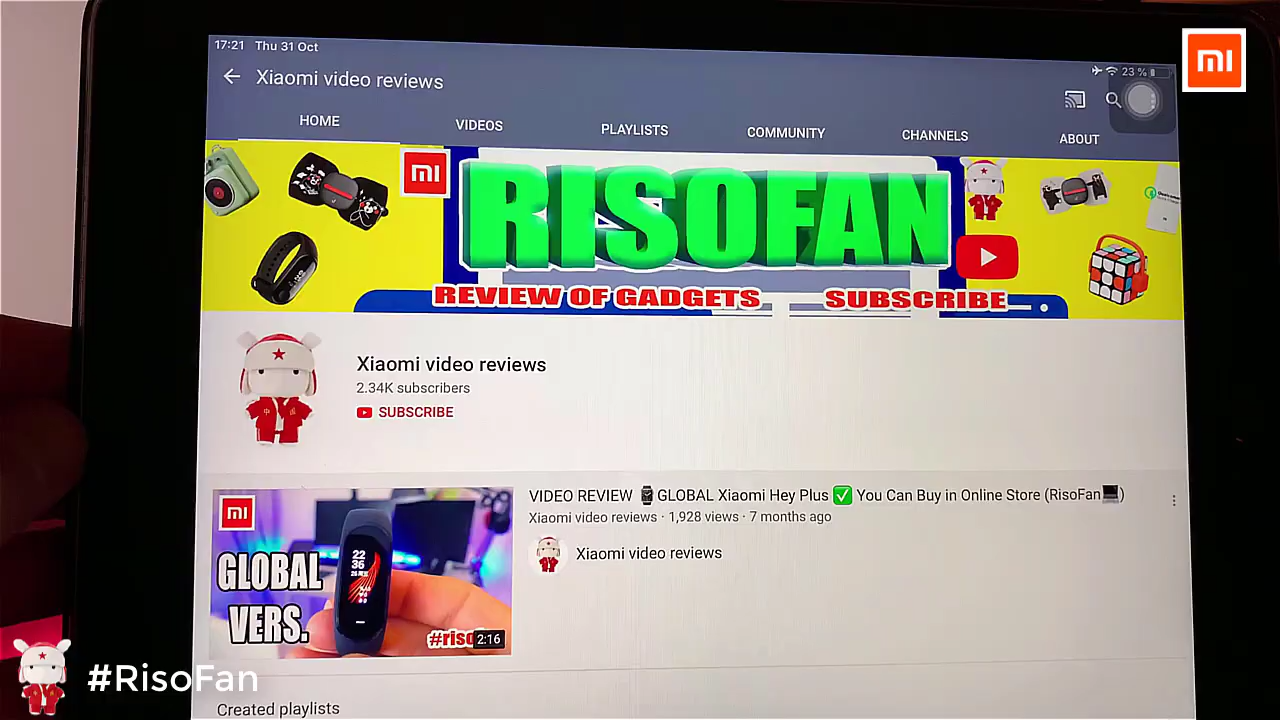 17:21 Thu 31 Oct
23 %
Xiaomi video reviews
HOME VIDEOS PLAYLISTS COMMUNITY CHANNELS ABOUT
mi
mi
RISOFAN
REVIEW OF GADGETS SUBSCRIBE
Xiaomi video reviews
2.34K subscribers
SUBSCRIBE
VIDEO REVIEW ⌚GLOBAL Xiaomi Hey Plus ✅ You Can Buy in Online Store (RisoFan💻)
Xiaomi video reviews · 1,928 views · 7 months ago
Xiaomi video reviews
mi
22
36
GLOBAL
VERS.
#riso
2:16
#RisoFan
Created playlists